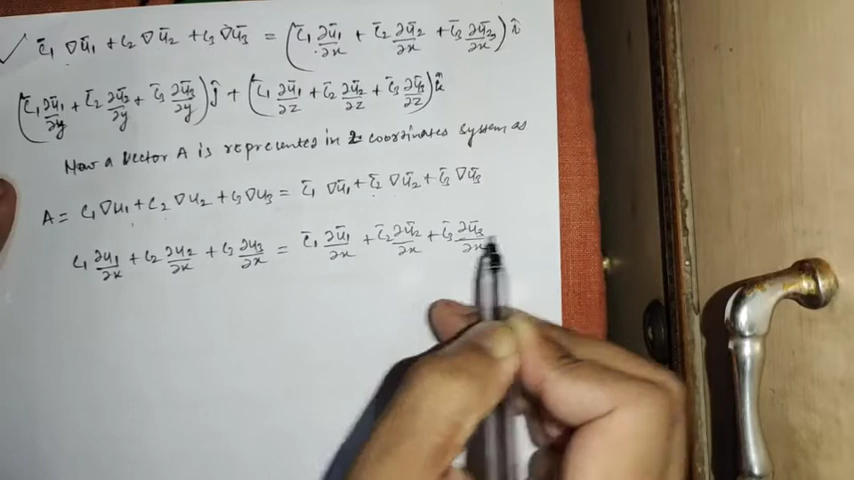 ✓ C̄₁ ∇ū₁ + C₂ ∇ū₂ + C₃ ∇ū₃ = (C̄₁ ∂ū₁/∂x + C̄₂ ∂ū₂/∂x + C̄₃ ∂ū₃/∂x) î
(C̄₁ ∂ū₁/∂y + C̄₂ ∂ū₂/∂y + C̄₃ ∂ū₃/∂y) ĵ + (C̄₁ ∂ū₁/∂z + C̄₂ ∂ū₂/∂z + C̄₃ ∂ū₃/∂z) k̂
Now a vector A is represented in 2 coordinates system as
A = C₁ ∇u₁ + C₂ ∇u₂ + C₃ ∇u₃ = C̄₁ ∇ū₁ + C̄₂ ∇ū₂ + C̄₃ ∇ū₃
C₁ ∂u₁/∂x + C₂ ∂u₂/∂x + C₃ ∂u₃/∂x = C̄₁ ∂ū₁/∂x + C̄₂ ∂ū₂/∂x + C̄₃ ∂ū₃/∂x